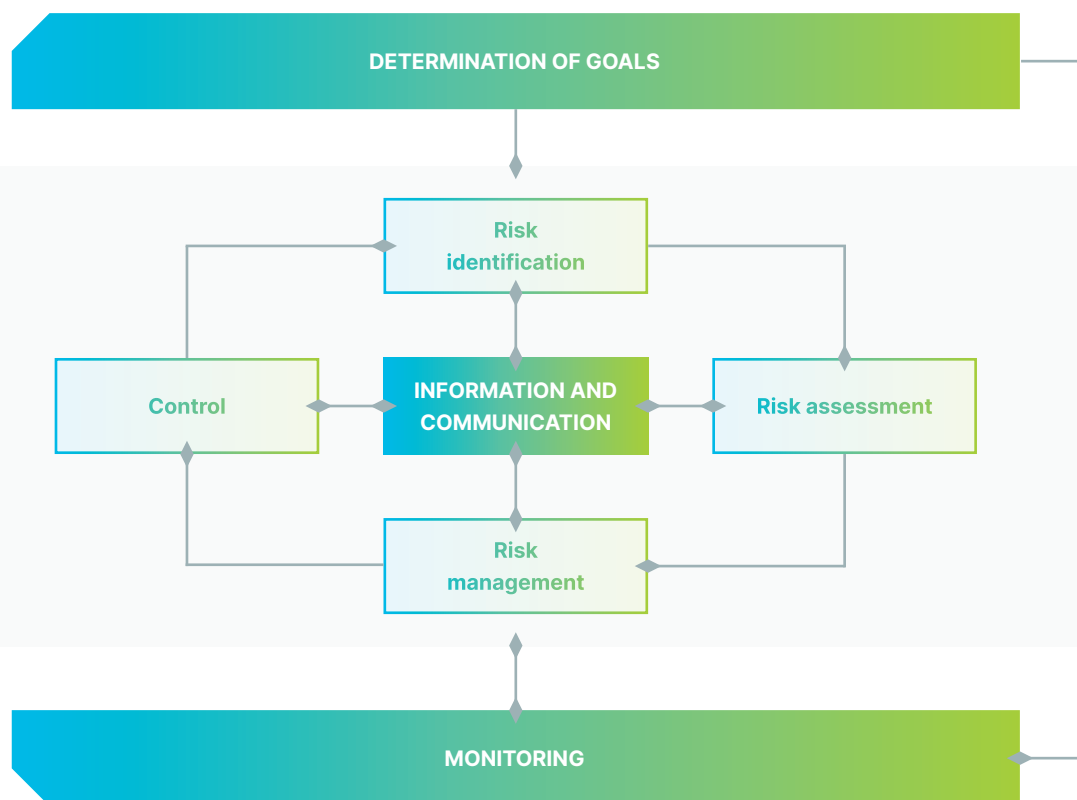 DETERMINATION OF GOALS
Risk
identification
Control
INFORMATION AND
COMMUNICATION
Risk assessment
Risk
management
MONITORING